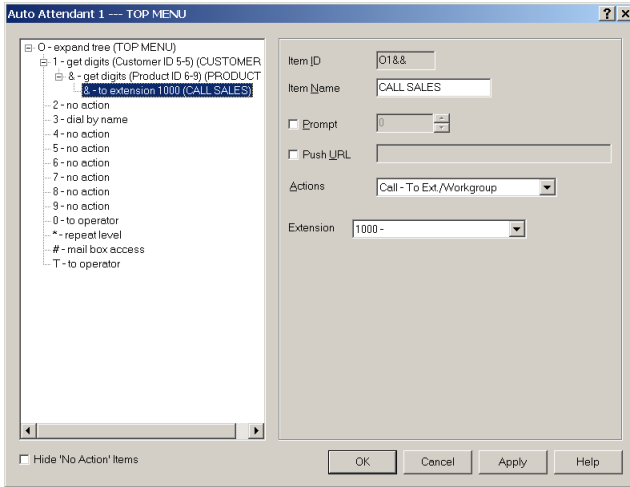 Auto Attendant 1 --- TOP MENU
O - expand tree (TOP MENU)
1 - get digits (Customer ID 5-5) (CUSTOMER
& - get digits (Product ID 6-9) (PRODUCT
& - to extension 1000 (CALL SALES)
2 - no action
3 - dial by name
4 - no action
5 - no action
6 - no action
7 - no action
8 - no action
9 - no action
0 - to operator
* - repeat level
# - mail box access
T - to operator
Hide 'No Action' Items
Item ID O1&&
Item Name CALL SALES
Prompt 0
Push URL
Actions Call - To Ext./Workgroup
Extension 1000 -
OK Cancel Apply Help